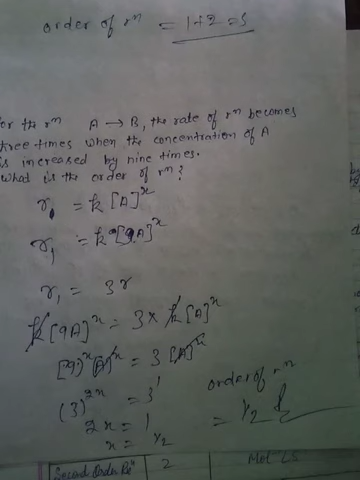 order of rⁿ = 1+2=3
or the rⁿ A → B, the rate of rⁿ becomes
three times when the concentration of A
is increased by nine times.
What is the order of rⁿ?
r = k[A]ˣ
r₁ = k[9A]ˣ
r₁ = 3r
k[9A]ˣ = 3 × k[A]ˣ
[9]ˣ[A]ˣ = 3 [A]ˣ
(3)²ˣ = 3¹
2x = 1
x = 1/2
order of rⁿ
= 1/2
Second Order Rⁿ 2